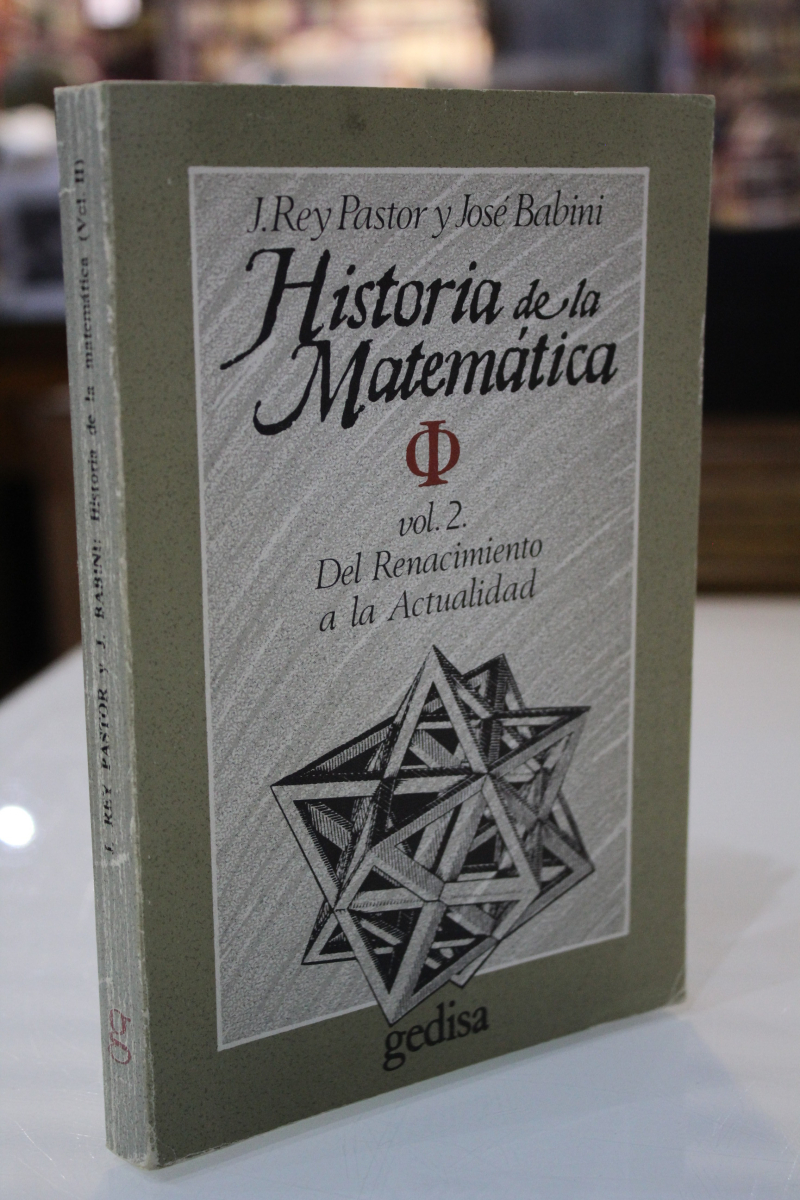 J. Rey Pastor y José Babini
Historia de la
Matemática
Φ
vol. 2.
Del Renacimiento
a la Actualidad
gedisa
J. REY PASTOR y J. BABINI: Historia de la matemática (Vol. II)
g